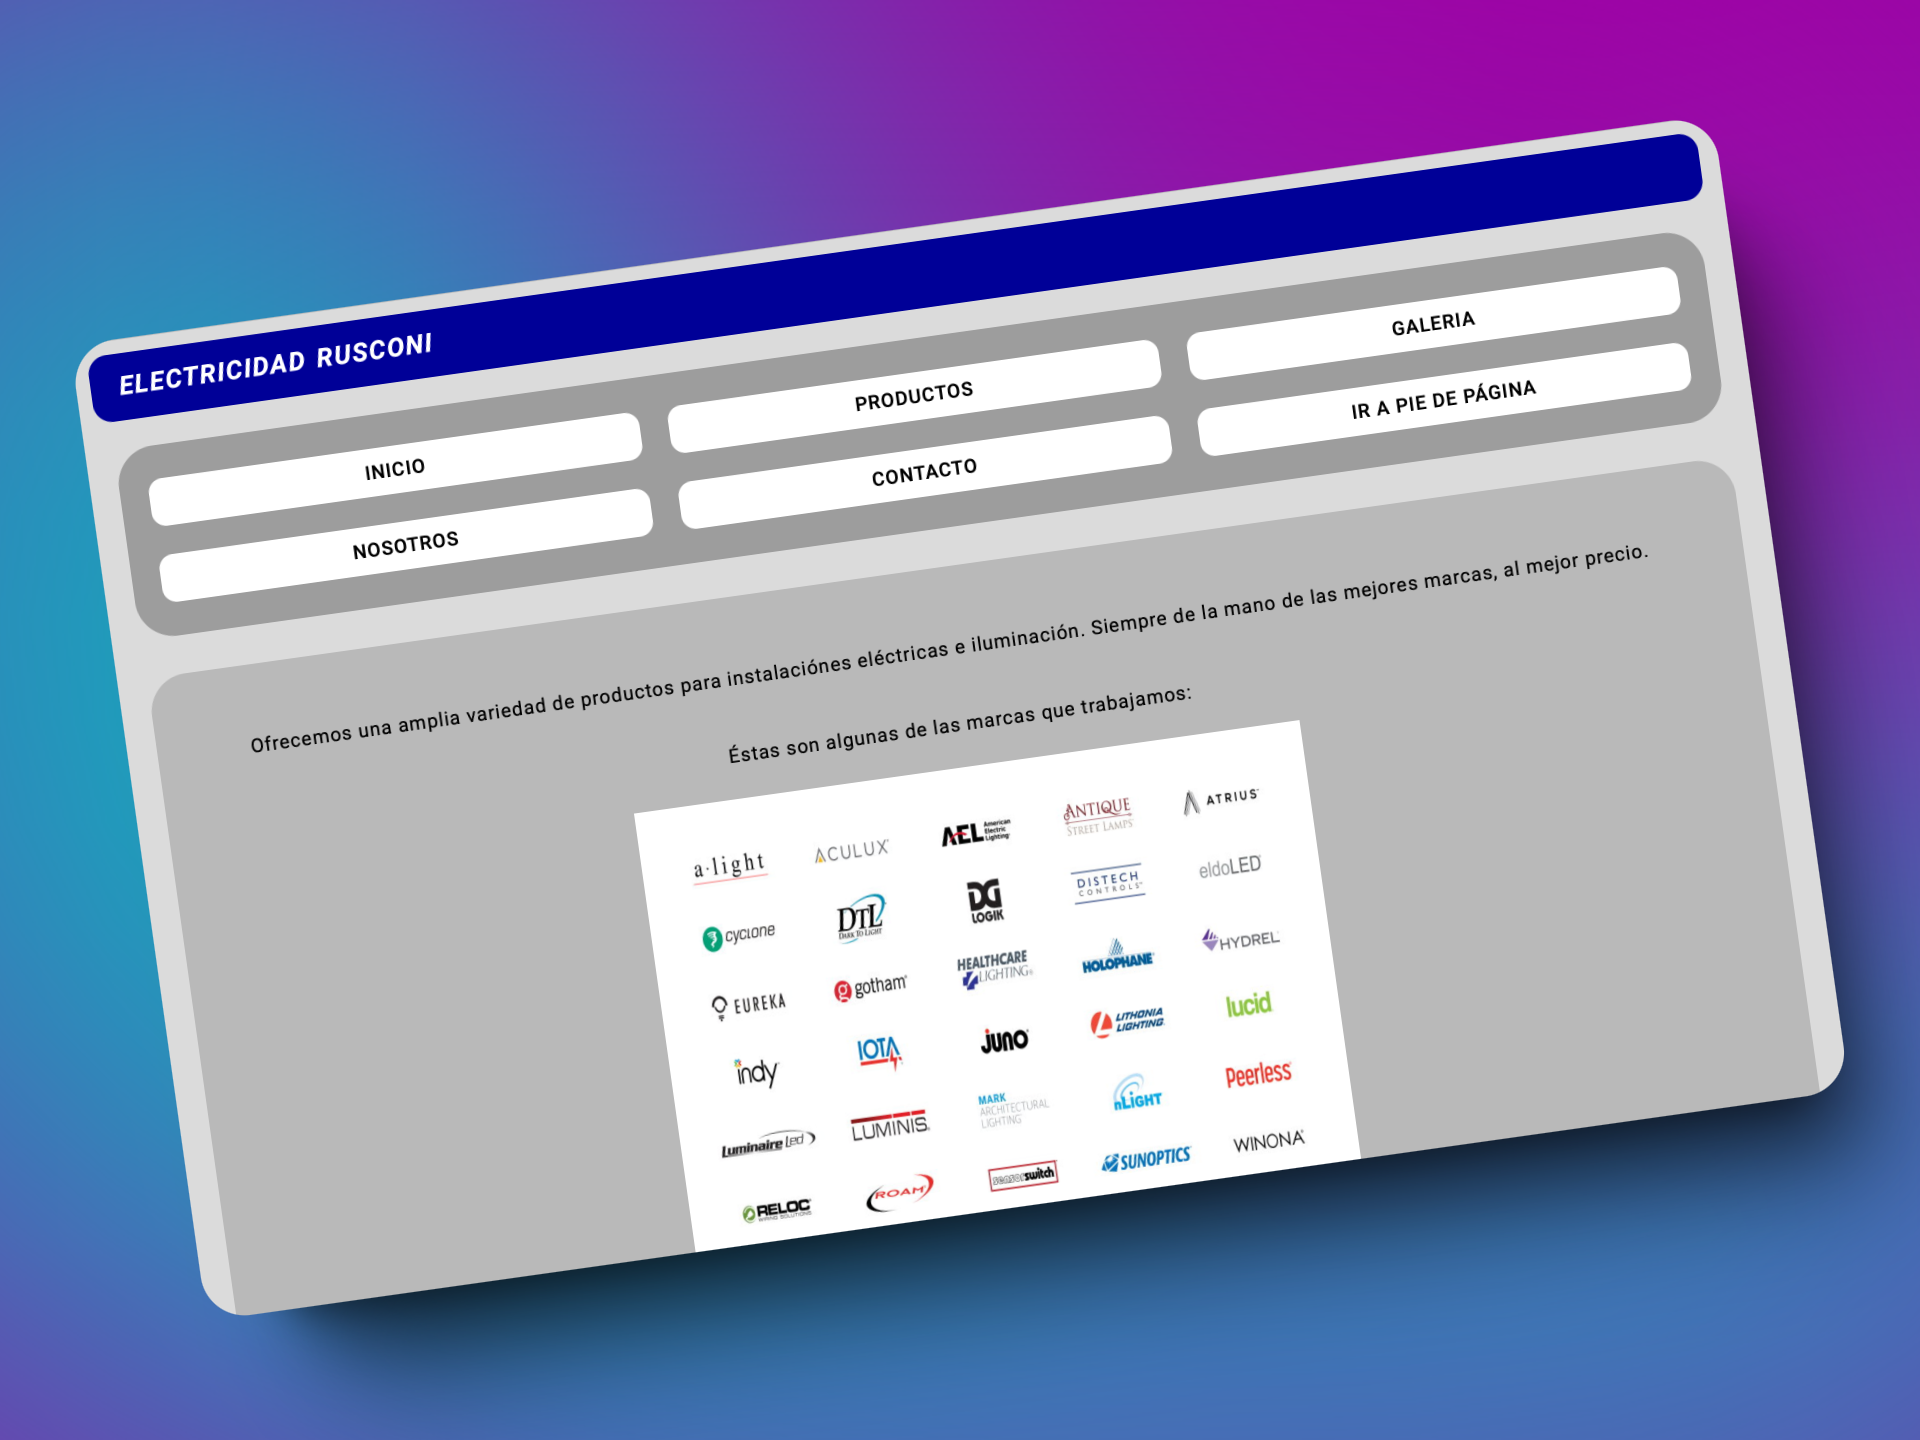 ELECTRICIDAD RUSCONI
INICIO
PRODUCTOS
GALERIA
NOSOTROS
CONTACTO
IR A PIE DE PÁGINA
Ofrecemos una amplia variedad de productos para instalaciónes eléctricas e iluminación. Siempre de la mano de las mejores marcas, al mejor precio.
Éstas son algunas de las marcas que trabajamos:
a·light
ACULUX
AEL American Electric Lighting
ANTIQUE STREET LAMPS
ATRIUS
cyclone
DTL DARK TO LIGHT
DG LOGIK
DISTECH CONTROLS
eldoLED
EUREKA
gotham
HEALTHCARE LIGHTING
HOLOPHANE
HYDREL
indy
IOTA
juno
LITHONIA LIGHTING
lucid
Luminaire Led
LUMINIS
MARK ARCHITECTURAL LIGHTING
nLIGHT
Peerless
RELOC WIRING SOLUTIONS
ROAM
sensorswitch
SUNOPTICS
WINONA